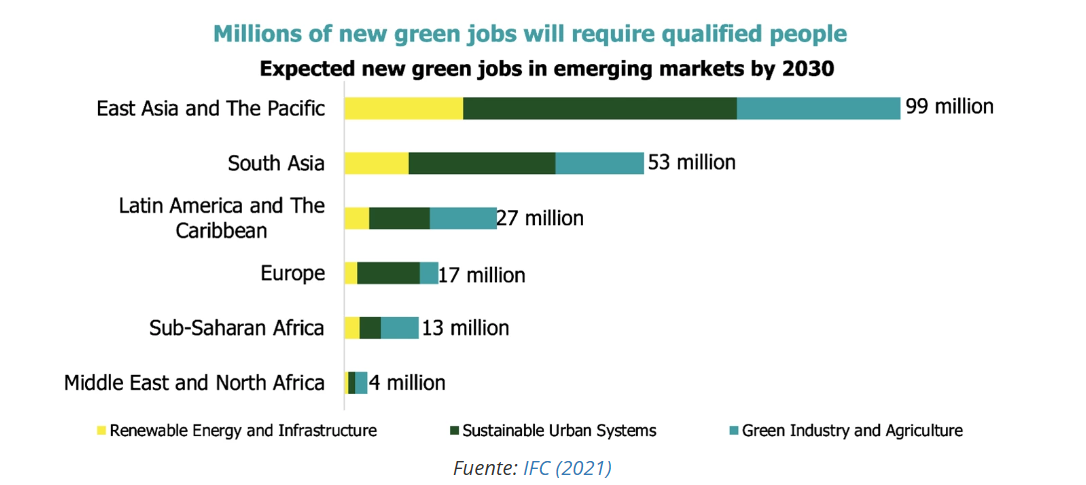 Millions of new green jobs will require qualified people
Expected new green jobs in emerging markets by 2030
East Asia and The Pacific
99 million
South Asia
53 million
Latin America and The
Caribbean
27 million
Europe
17 million
Sub-Saharan Africa
13 million
Middle East and North Africa
4 million
Renewable Energy and Infrastructure
Sustainable Urban Systems
Green Industry and Agriculture
Fuente: IFC (2021)